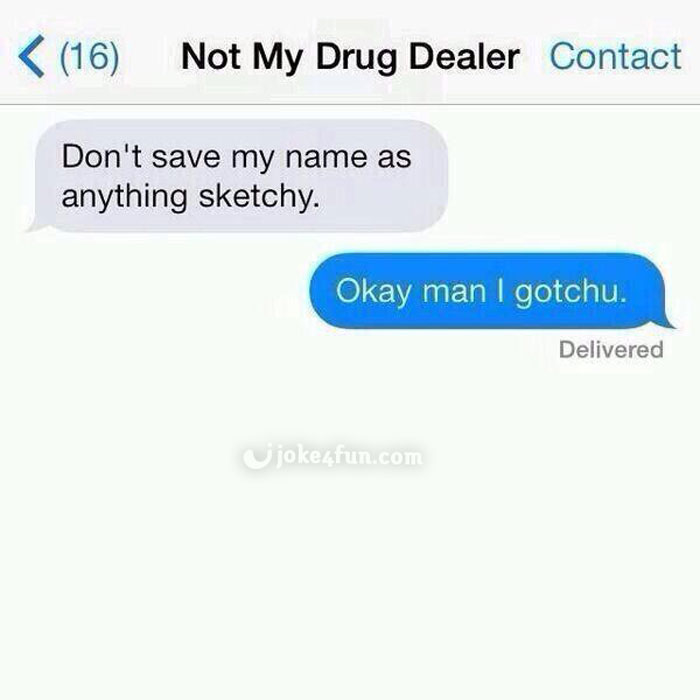 (16) Not My Drug Dealer Contact
Don't save my name as
anything sketchy.
Okay man I gotchu.
Delivered
joke4fun.com